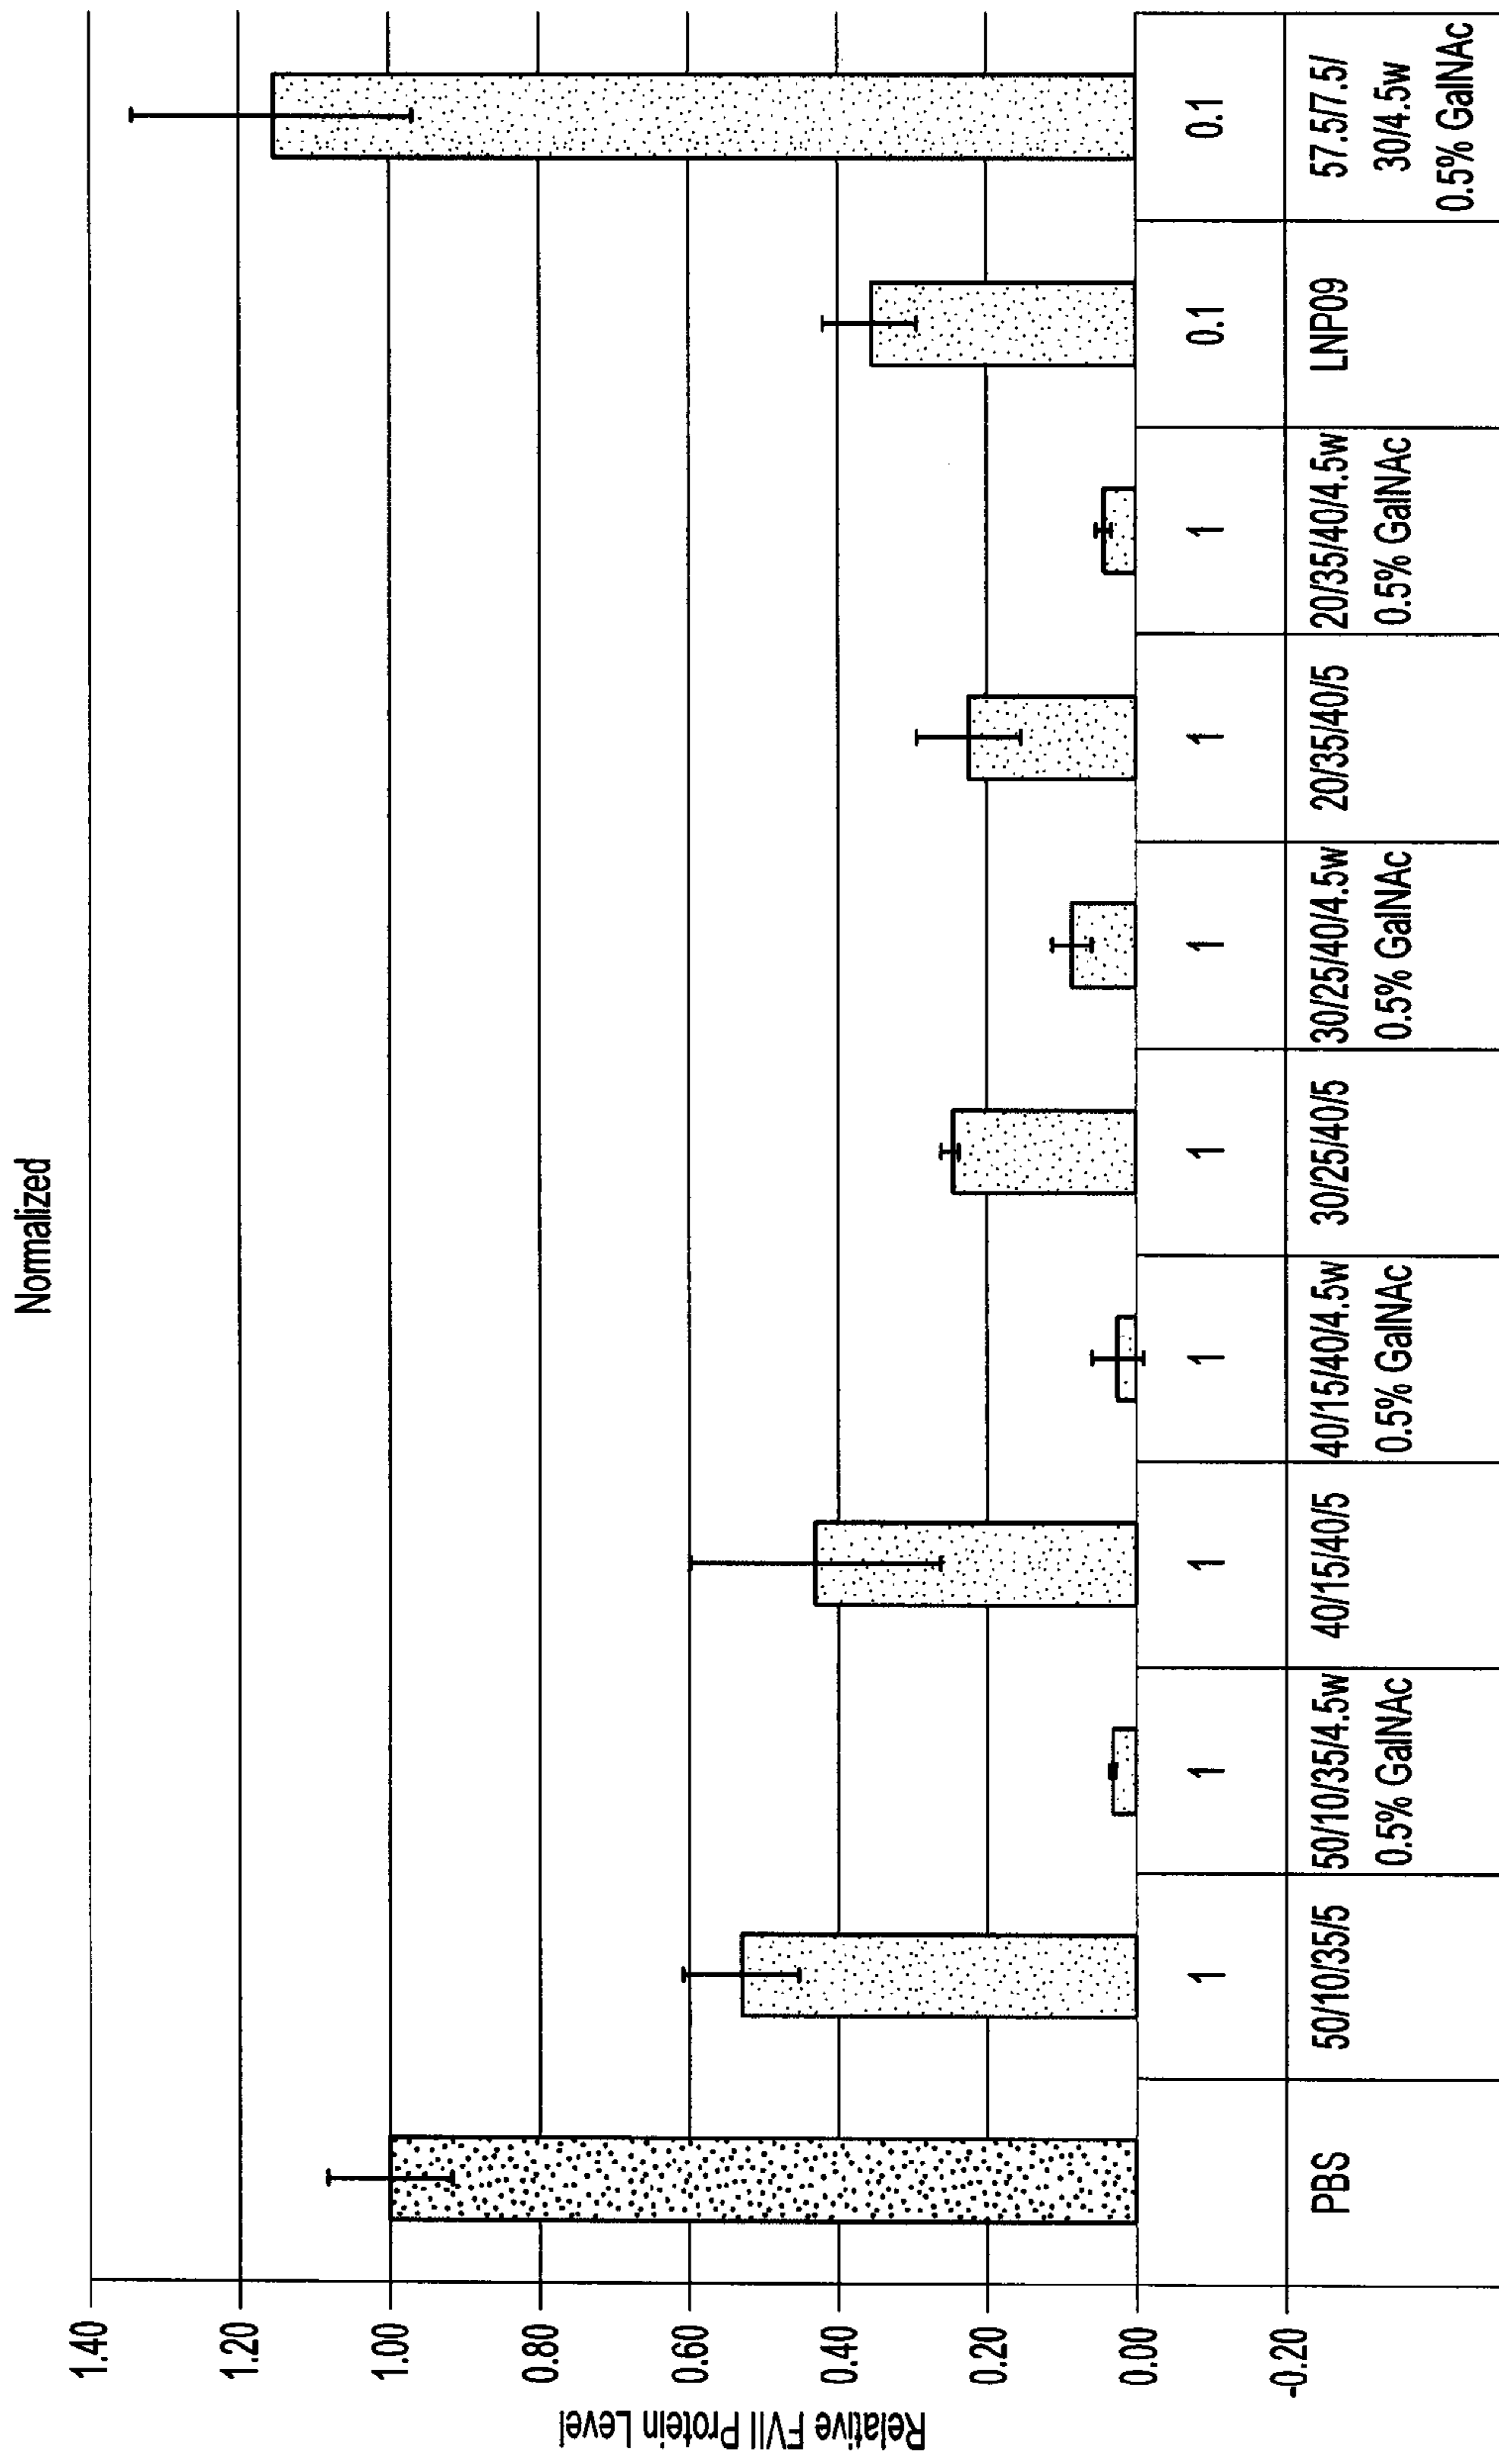 Normalized
Relative FVII Protein Level
1.40
1.20
1.00
0.80
0.60
0.40
0.20
0.00
-0.20
1
1
1
1
1
1
1
1
0.1
0.1
PBS
50/10/35/5
50/10/35/4.5w
0.5% GalNAc
40/15/40/5
40/15/40/4.5w
0.5% GalNAc
30/25/40/5
30/25/40/4.5w
0.5% GalNAc
20/35/40/5
20/35/40/4.5w
0.5% GalNAc
LNP09
57.5/7.5/
30/4.5w
0.5% GalNAc